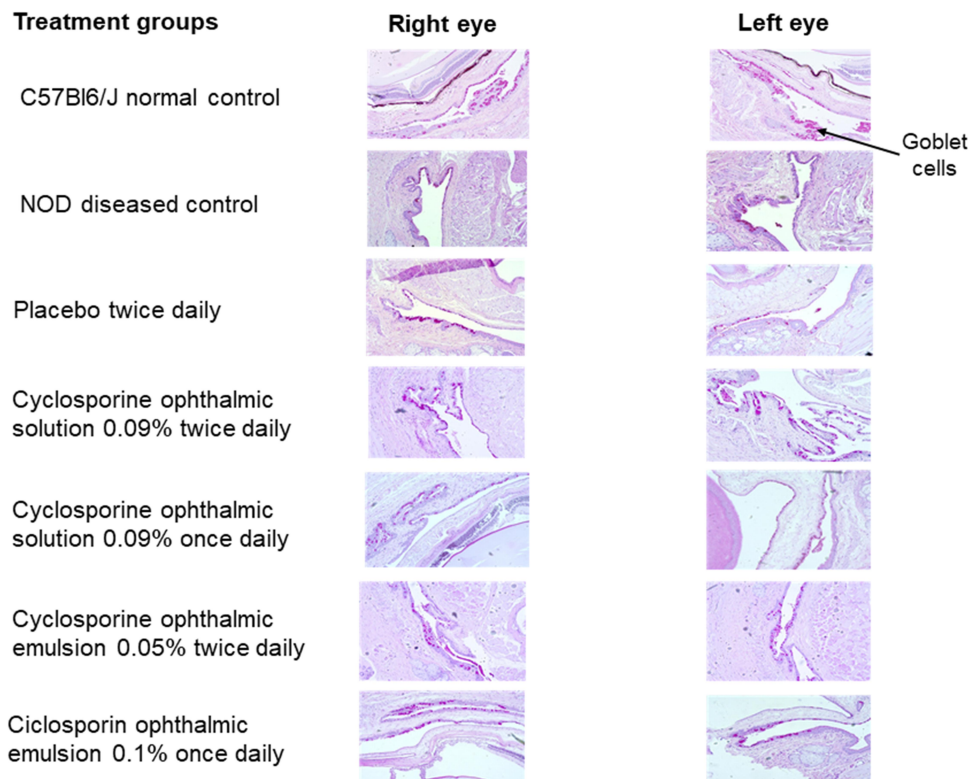 Treatment groups
Right eye
Left eye
C57Bl6/J normal control
Goblet
cells
NOD diseased control
Placebo twice daily
Cyclosporine ophthalmic
solution 0.09% twice daily
Cyclosporine ophthalmic
solution 0.09% once daily
Cyclosporine ophthalmic
emulsion 0.05% twice daily
Ciclosporin ophthalmic
emulsion 0.1% once daily